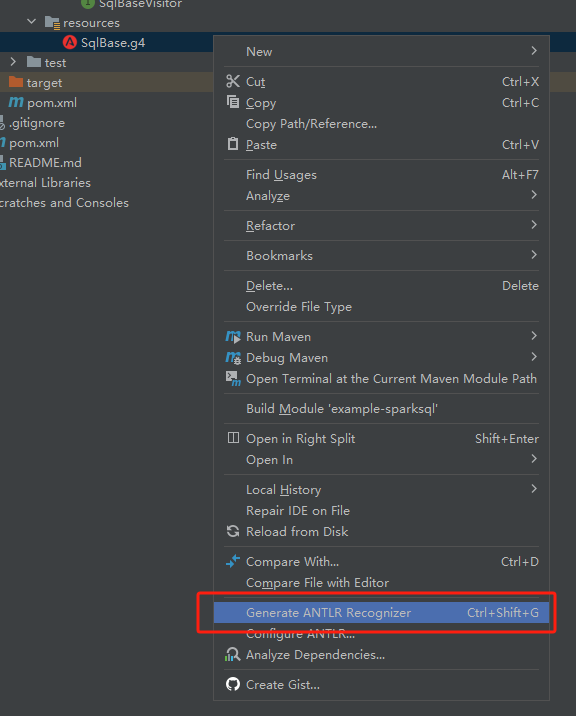 SqlBaseVisitor
resources
SqlBase.g4
test
target
pom.xml
.gitignore
pom.xml
README.md
xternal Libraries
cratches and Consoles
New
Cut Ctrl+X
Copy Ctrl+C
Copy Path/Reference...
Paste Ctrl+V
Find Usages Alt+F7
Analyze
Refactor
Bookmarks
Delete... Delete
Override File Type
Run Maven
Debug Maven
Open Terminal at the Current Maven Module Path
Build Module 'example-sparksql'
Open in Right Split Shift+Enter
Open In
Local History
Repair IDE on File
Reload from Disk
Compare With... Ctrl+D
Compare File with Editor
Generate ANTLR Recognizer Ctrl+Shift+G
Configure ANTLR...
Analyze Dependencies...
Create Gist...